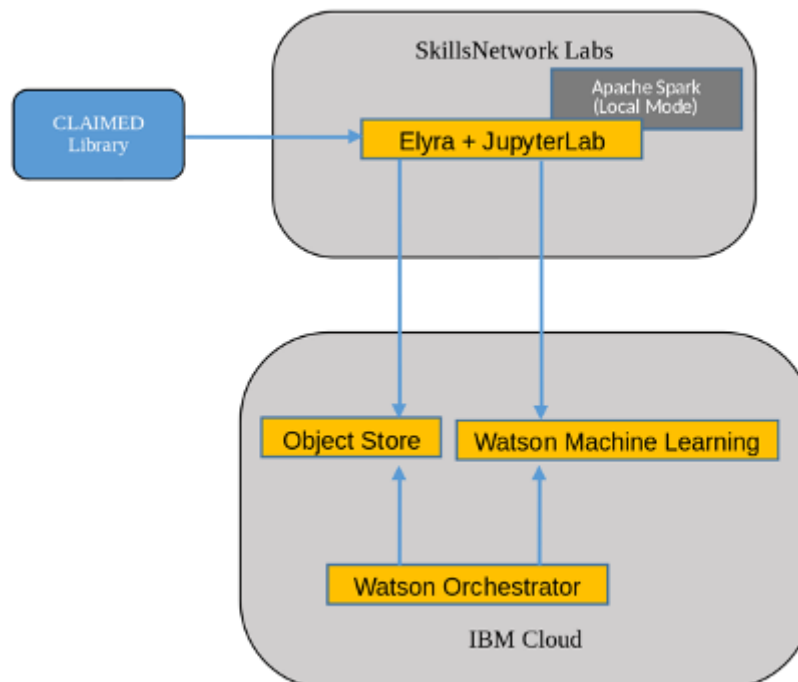 SkillsNetwork Labs
Apache Spark
(Local Mode)
CLAIMED
Library
Elyra + JupyterLab
Object Store
Watson Machine Learning
Watson Orchestrator
IBM Cloud